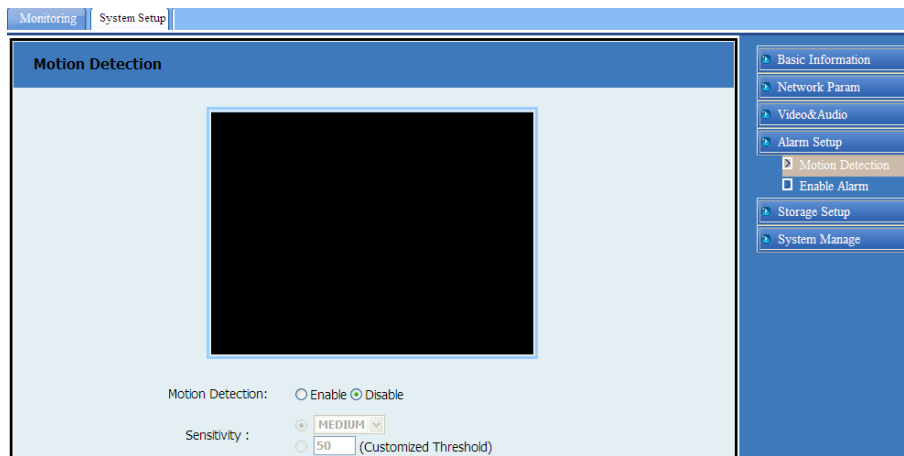 Monitoring
System Setup
Motion Detection
Motion Detection:
Enable
Disable
Sensitivity :
MEDIUM
50
(Customized Threshold)
Basic Information
Network Param
Video&Audio
Alarm Setup
Motion Detection
Enable Alarm
Storage Setup
System Manage